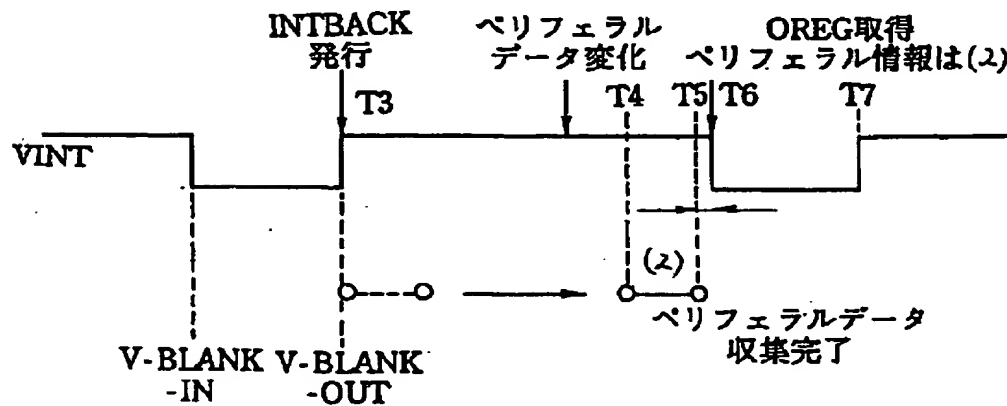 INTBACK
発行
ペリフェラル
データ変化
OREG取得
ペリフェラル情報は(2)
T3
T4
T5
T6
T7
VINT
(2)
ペリフェラルデータ
収集完了
V-BLANK
-IN
V-BLANK
-OUT